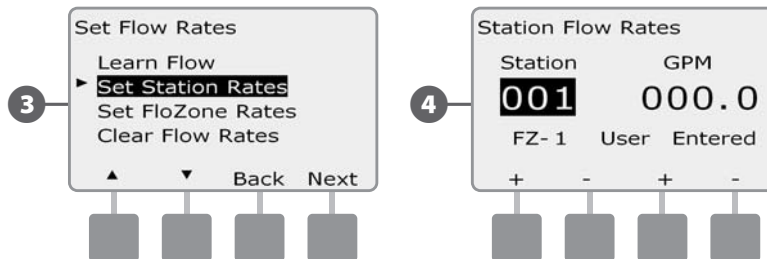 3
Set Flow Rates
Learn Flow
► Set Station Rates
Set FloZone Rates
Clear Flow Rates
▲ ▼ Back Next
4
Station Flow Rates
Station GPM
001 000.0
FZ- 1 User Entered
+ - + -